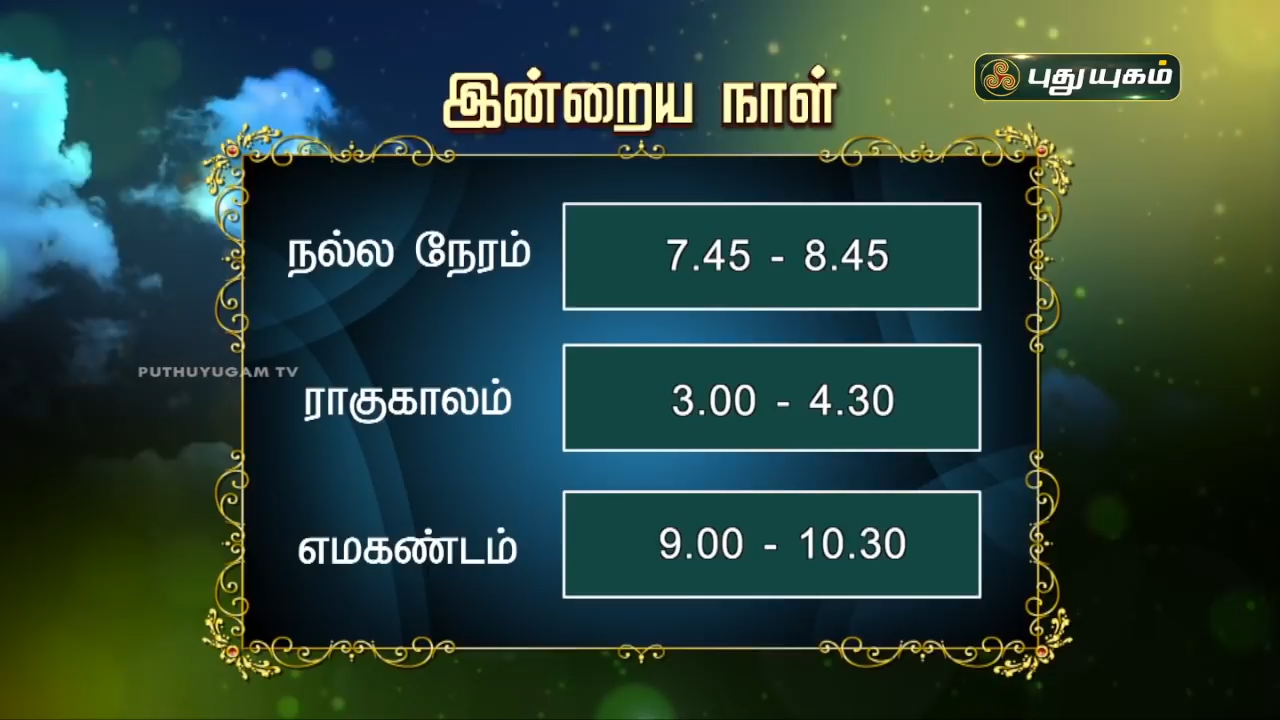 புதுயுகம்
இன்றைய நாள்
நல்ல நேரம் 7.45 - 8.45
PUTHUYUGAM TV
ராகுகாலம் 3.00 - 4.30
எமகண்டம் 9.00 - 10.30